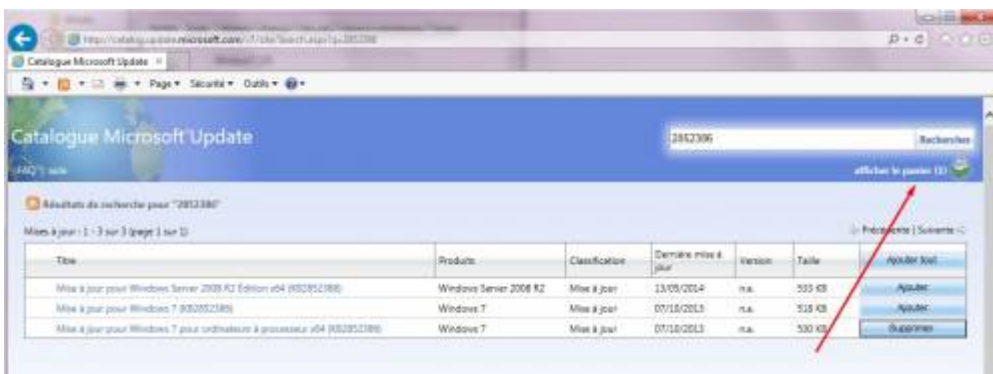 Catalogue Microsoft Update
Page Sécurité Outils
Catalogue Microsoft Update
2852386
Rechercher
FAQ | aide
afficher le panier (1)
Résultats de recherche pour "2852386"
Mises à jour : 1 - 3 sur 3 (page 1 sur 1)
Précédente | Suivante
Titre Produits Classification Dernière mise à jour Version Taille Ajouter tout
Mise à jour pour Windows Server 2008 R2 Édition x64 (KB2852386) Windows Server 2008 R2 Mise à jour 13/05/2014 n.a. 533 KB Ajouter
Mise à jour pour Windows 7 (KB2852386) Windows 7 Mise à jour 07/10/2013 n.a. 518 KB Ajouter
Mise à jour pour Windows 7 pour ordinateurs à processeur x64 (KB2852386) Windows 7 Mise à jour 07/10/2013 n.a. 530 KB Supprimer